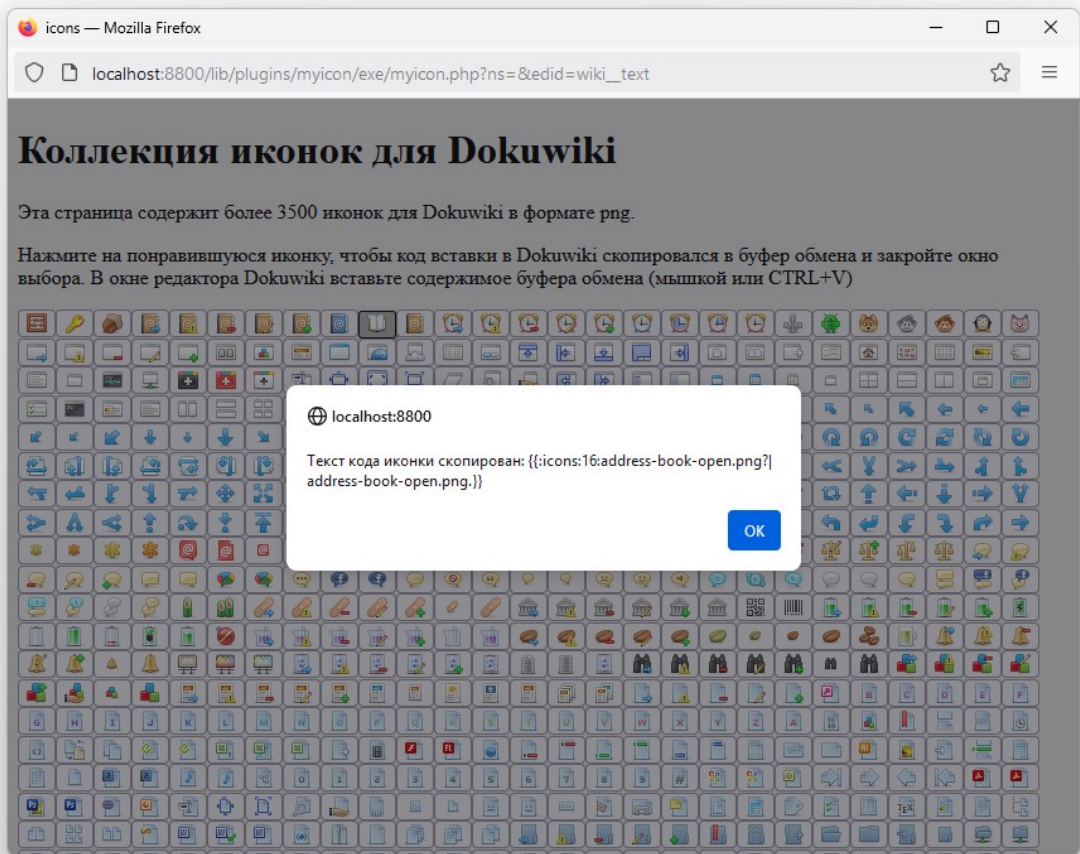 icons — Mozilla Firefox
localhost:8800/lib/plugins/myicon/exe/myicon.php?ns=&edid=wiki__text
Коллекция иконок для Dokuwiki
Эта страница содержит более 3500 иконок для Dokuwiki в формате png.
Нажмите на понравившуюся иконку, чтобы код вставки в Dokuwiki скопировался в буфер обмена и закройте окно
выбора. В окне редактора Dokuwiki вставьте содержимое буфера обмена (мышкой или CTRL+V)
localhost:8800
Текст кода иконки скопирован: {{:icons:16:address-book-open.png?|
address-book-open.png.}}
OK